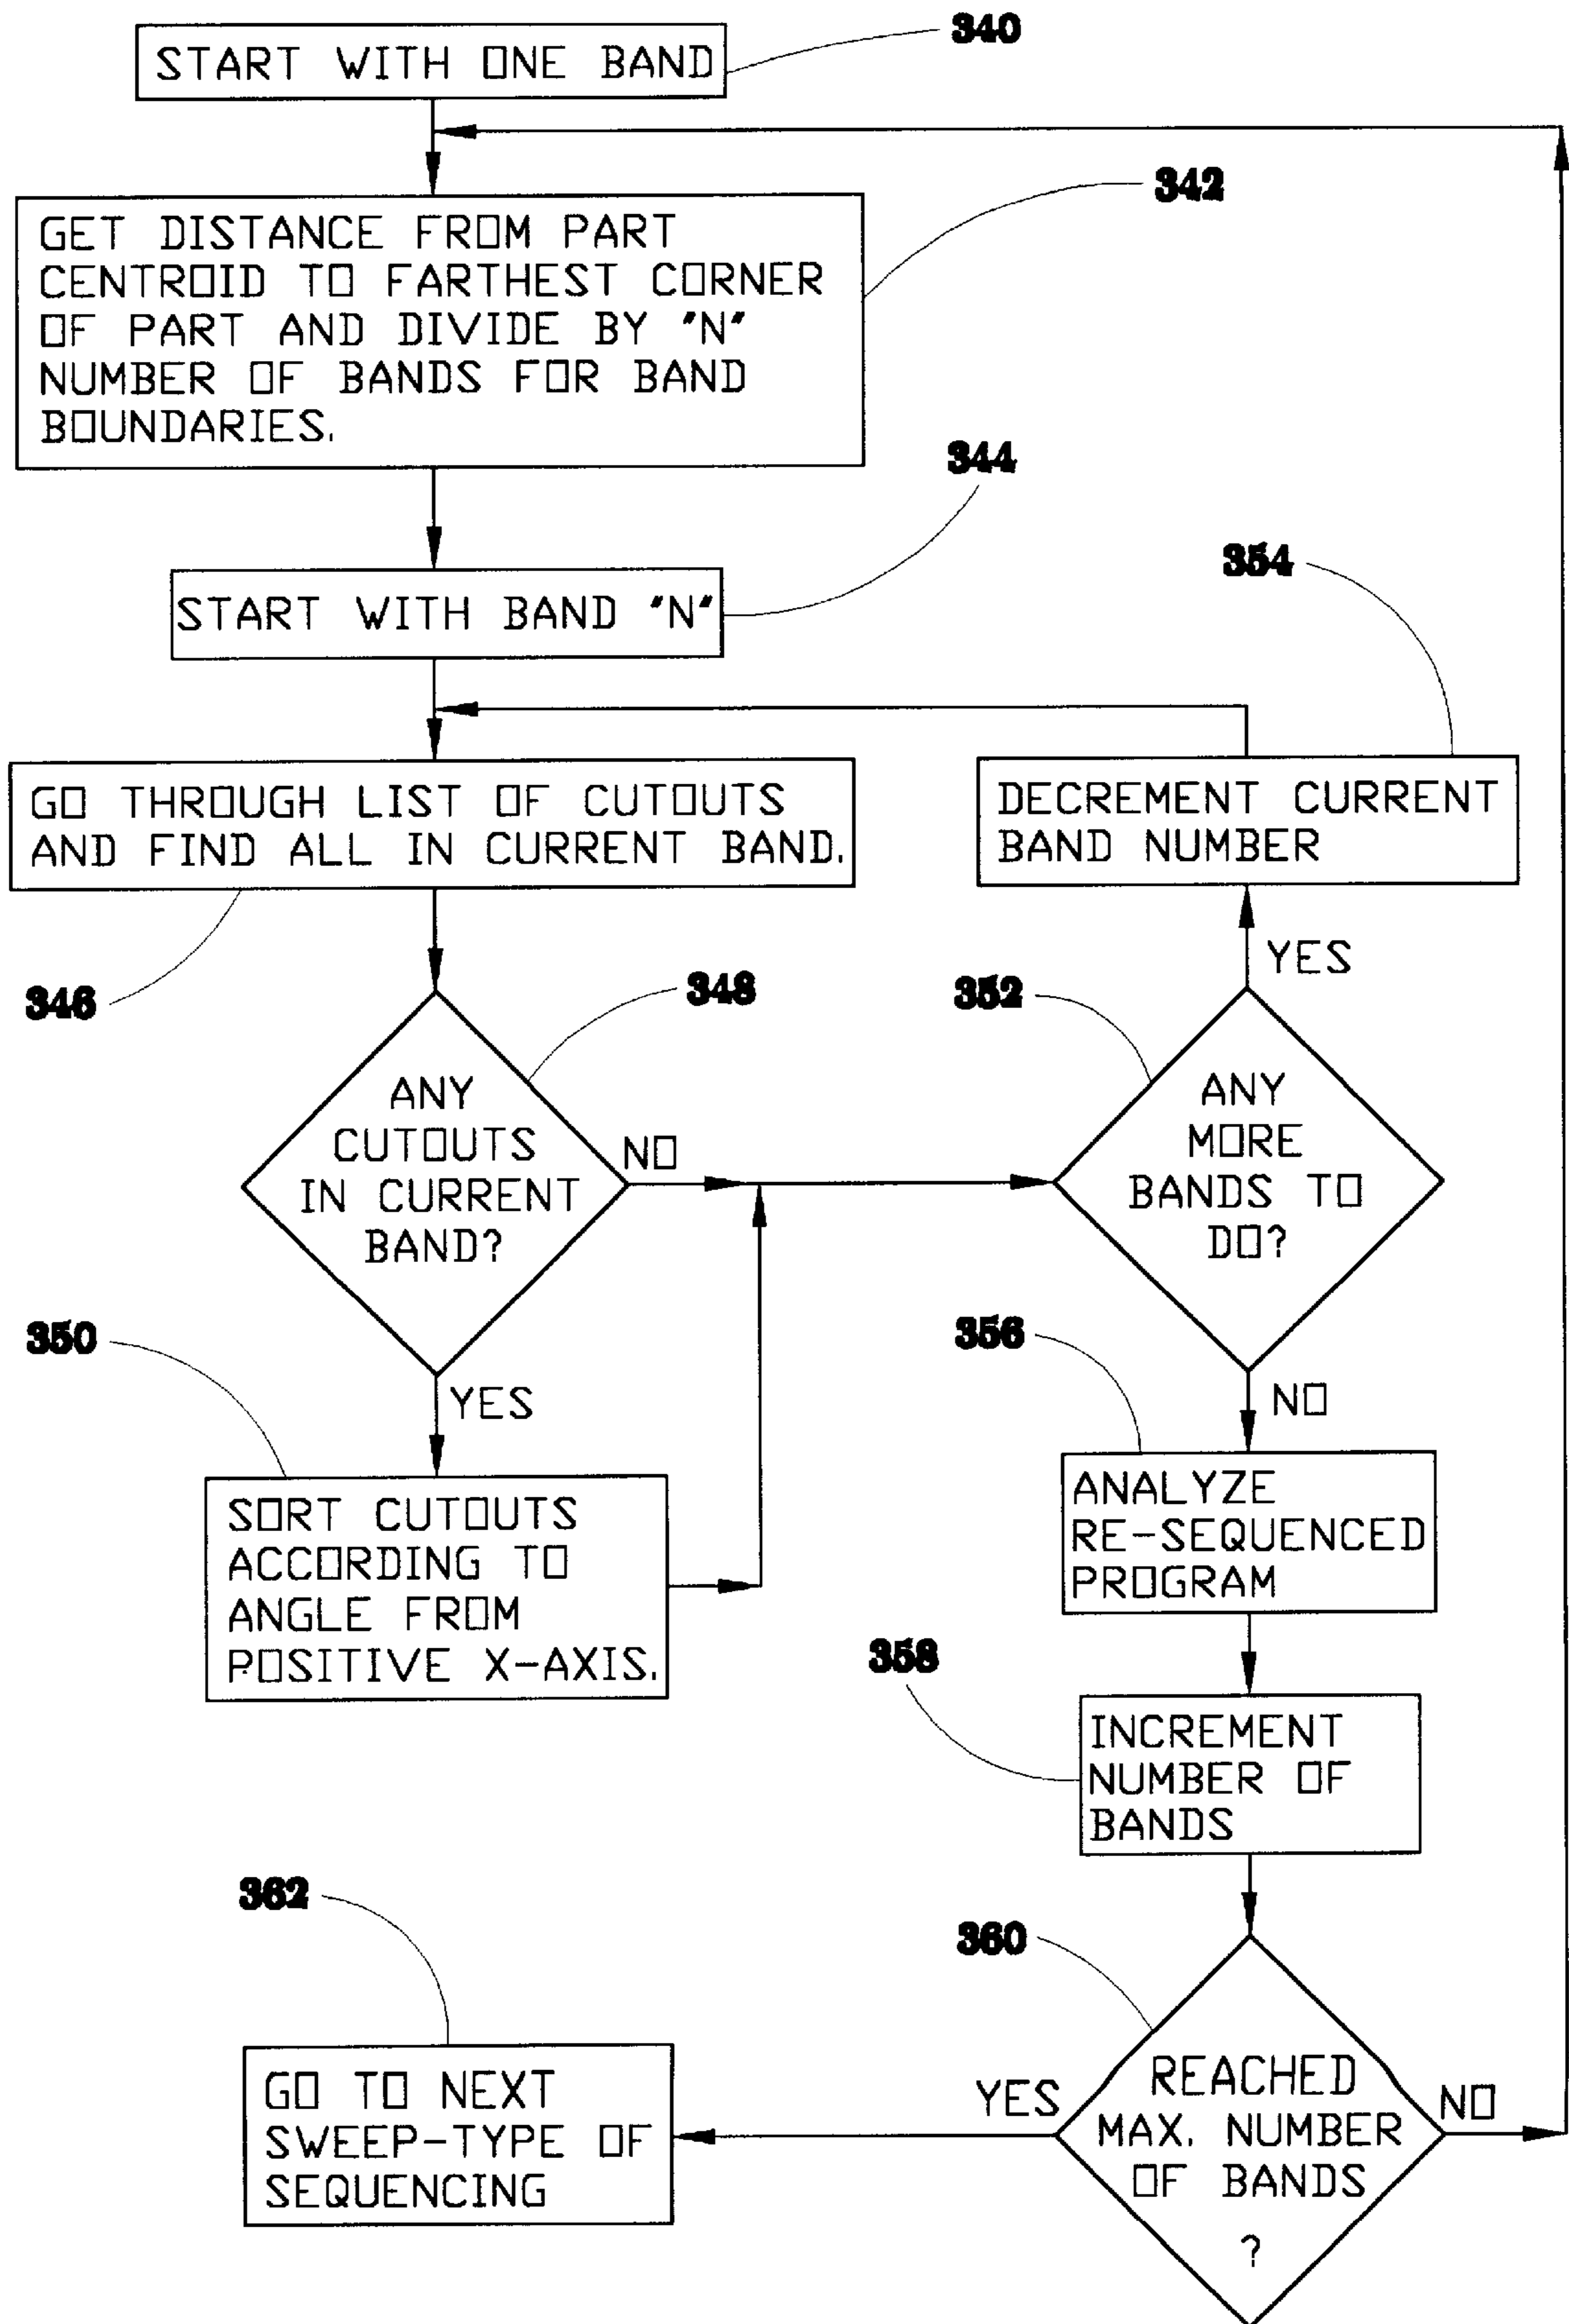 340
START WITH ONE BAND
342
GET DISTANCE FROM PART
CENTROID TO FARTHEST CORNER
OF PART AND DIVIDE BY "N"
NUMBER OF BANDS FOR BAND
BOUNDARIES.
344
START WITH BAND "N"
354
GO THROUGH LIST OF CUTOUTS
AND FIND ALL IN CURRENT BAND.
DECREMENT CURRENT
BAND NUMBER
YES
346
348
352
ANY
CUTOUTS
IN CURRENT
BAND?
NO
ANY
MORE
BANDS TO
DO?
350
YES
356
NO
SORT CUTOUTS
ACCORDING TO
ANGLE FROM
POSITIVE X-AXIS.
ANALYZE
RE-SEQUENCED
PROGRAM
358
INCREMENT
NUMBER OF
BANDS
362
360
GO TO NEXT
SWEEP-TYPE OF
SEQUENCING
YES
REACHED
MAX. NUMBER
OF BANDS
?
NO